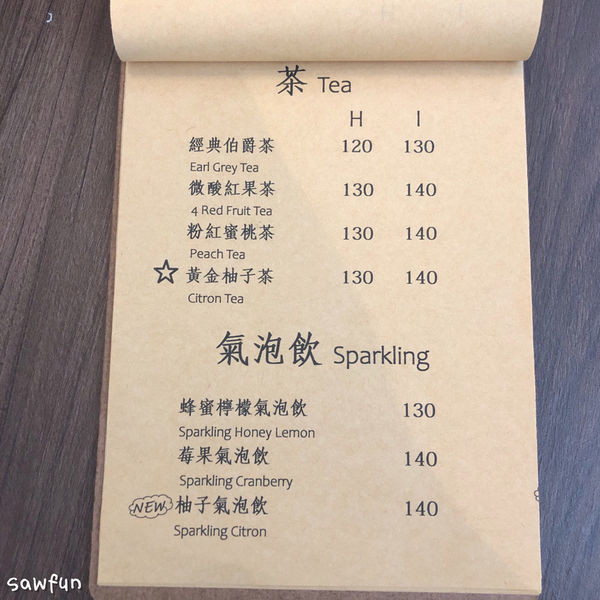 茶 Tea
H I
經典伯爵茶 120 130
Earl Grey Tea
微酸紅果茶 130 140
4 Red Fruit Tea
粉紅蜜桃茶 130 140
Peach Tea
黃金柚子茶 130 140
Citron Tea
氣泡飲 Sparkling
蜂蜜檸檬氣泡飲 130
Sparkling Honey Lemon
莓果氣泡飲 140
Sparkling Cranberry
NEW 柚子氣泡飲 140
Sparkling Citron
sawfun